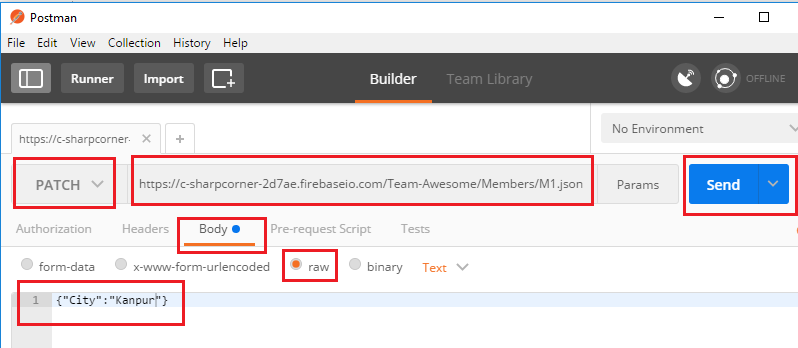 Postman
File Edit View Collection History Help
Runner Import Builder Team Library OFFLINE
https://c-sharpcorner- No Environment
PATCH https://c-sharpcorner-2d7ae.firebaseio.com/Team-Awesome/Members/M1.json Params Send
Authorization Headers Body Pre-request Script Tests
form-data x-www-form-urlencoded raw binary Text
1 {"City":"Kanpur"}